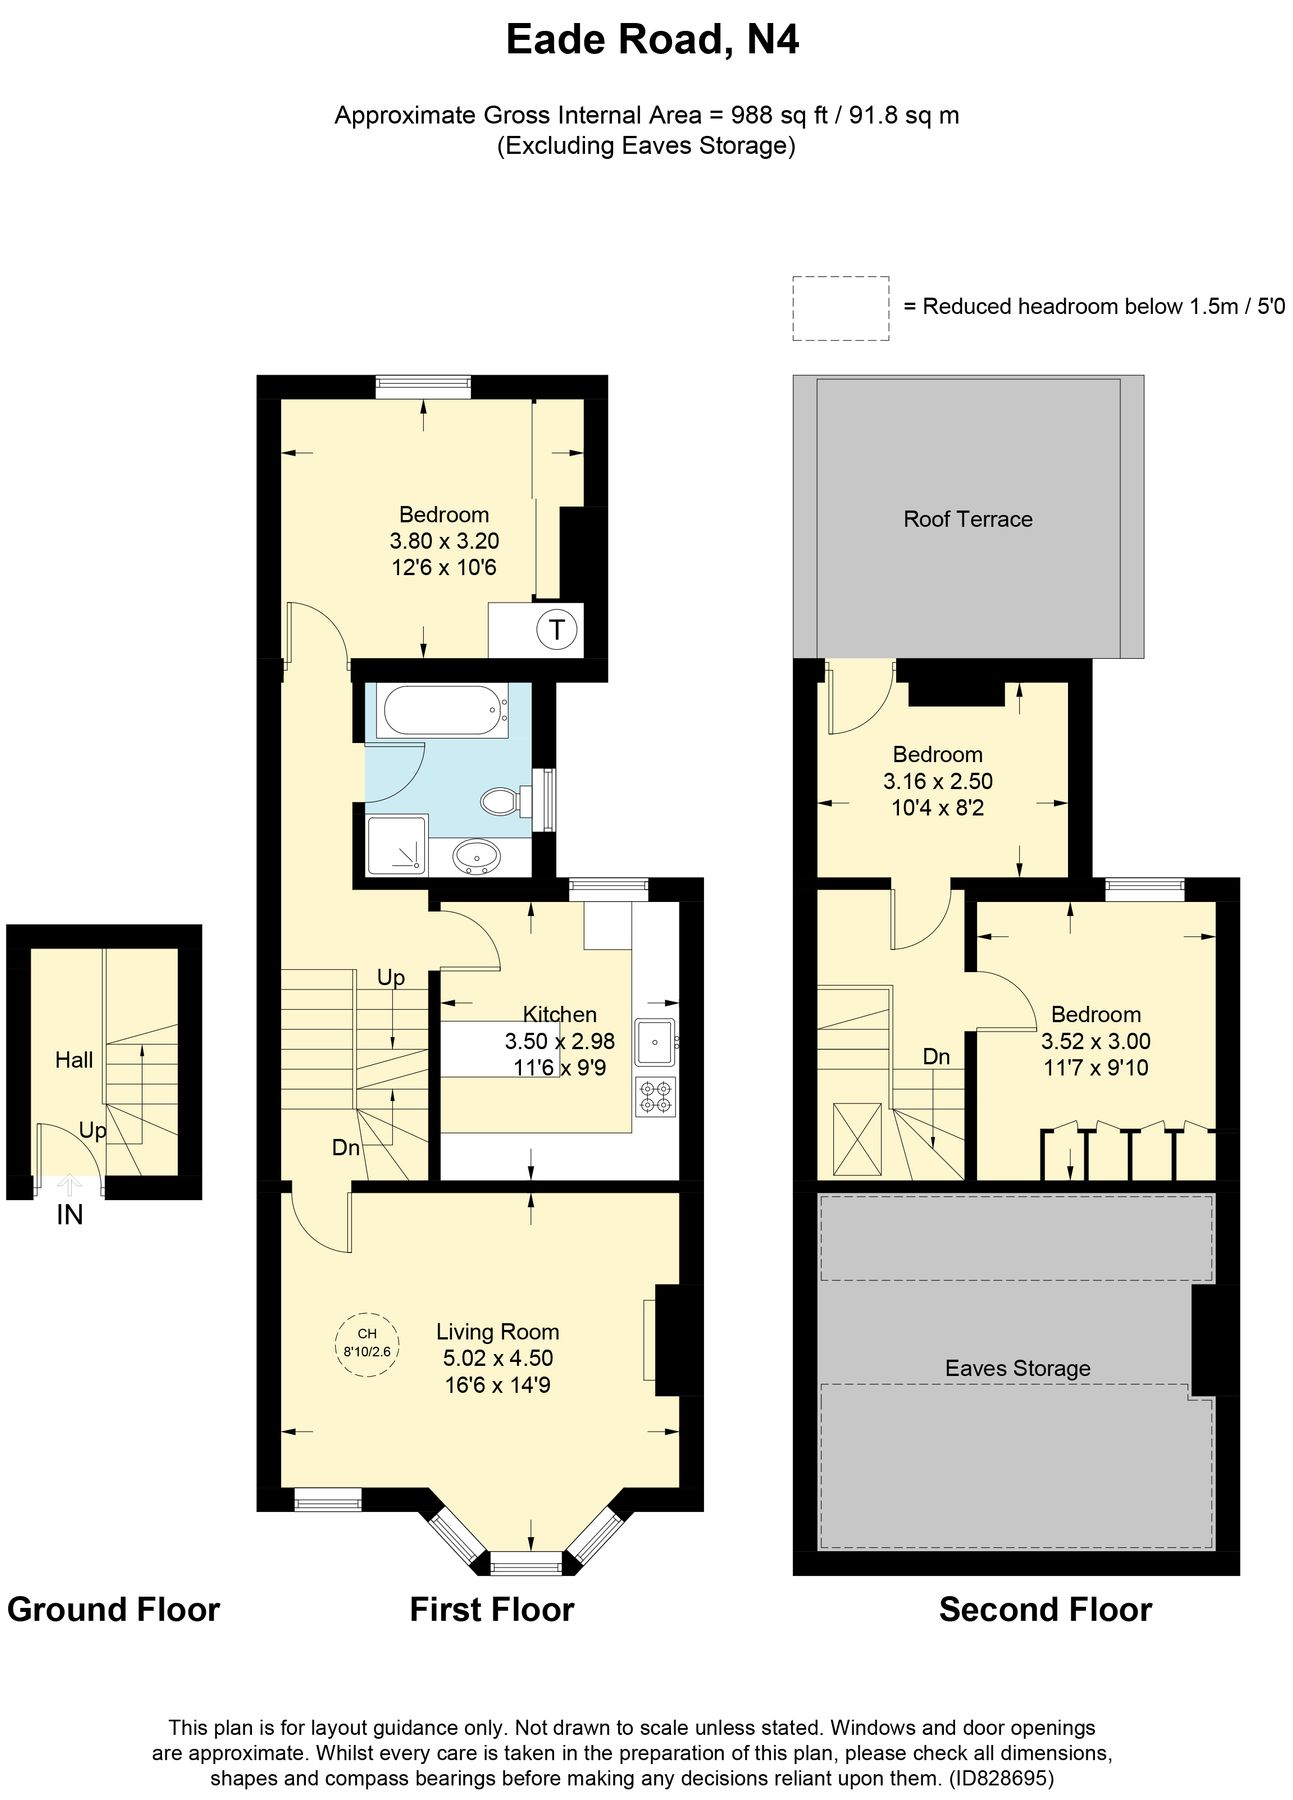 Eade Road, N4
Approximate Gross Internal Area = 988 sq ft / 91.8 sq m
(Excluding Eaves Storage)
= Reduced headroom below 1.5m / 5'0
Bedroom
3.80 x 3.20
12'6 x 10'6
T
Roof Terrace
Bedroom
3.16 x 2.50
10'4 x 8'2
Hall
Up
IN
Up
Dn
Kitchen
3.50 x 2.98
11'6 x 9'9
Dn
Bedroom
3.52 x 3.00
11'7 x 9'10
CH
8'10/2.6
Living Room
5.02 x 4.50
16'6 x 14'9
Eaves Storage
Ground Floor
First Floor
Second Floor
This plan is for layout guidance only. Not drawn to scale unless stated. Windows and door openings
are approximate. Whilst every care is taken in the preparation of this plan, please check all dimensions,
shapes and compass bearings before making any decisions reliant upon them. (ID828695)